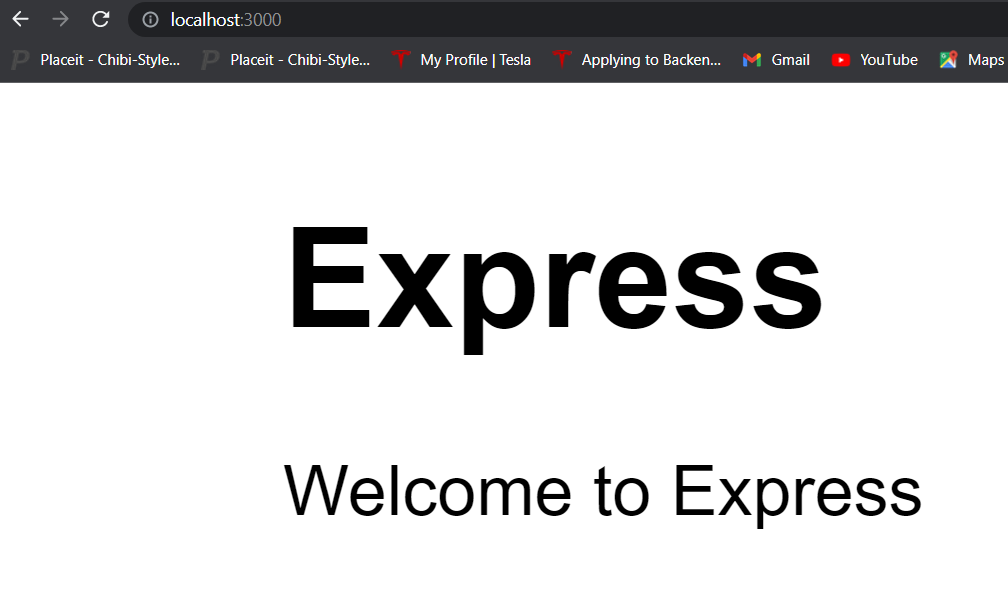 localhost:3000
Placeit - Chibi-Style... Placeit - Chibi-Style... My Profile | Tesla Applying to Backen... Gmail YouTube Maps
Express
Welcome to Express